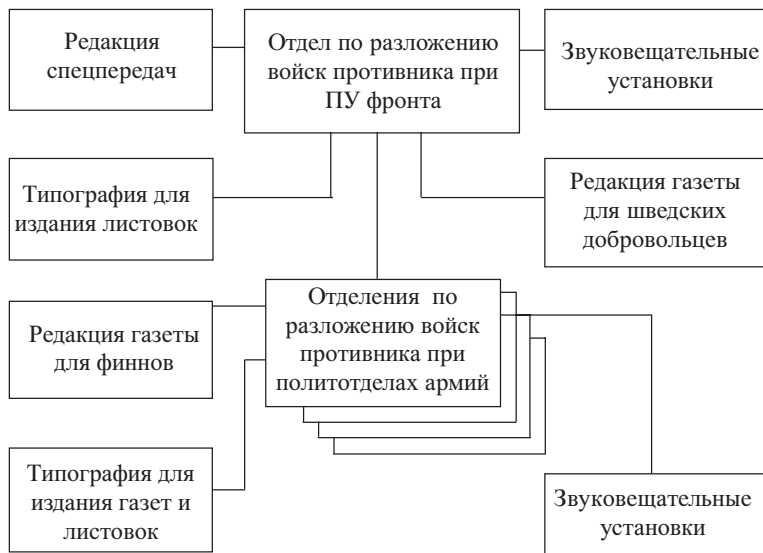 Редакция
спецпередач
Отдел по разложению
войск противника при
ПУ фронта
Звуковещательные
установки
Типография для
издания листовок
Редакция газеты
для шведских
добровольцев
Отделения по
разложению войск
противника при
политотделах армий
Редакция газеты
для финнов
Типография для
издания газет и
листовок
Звуковещательные
установки